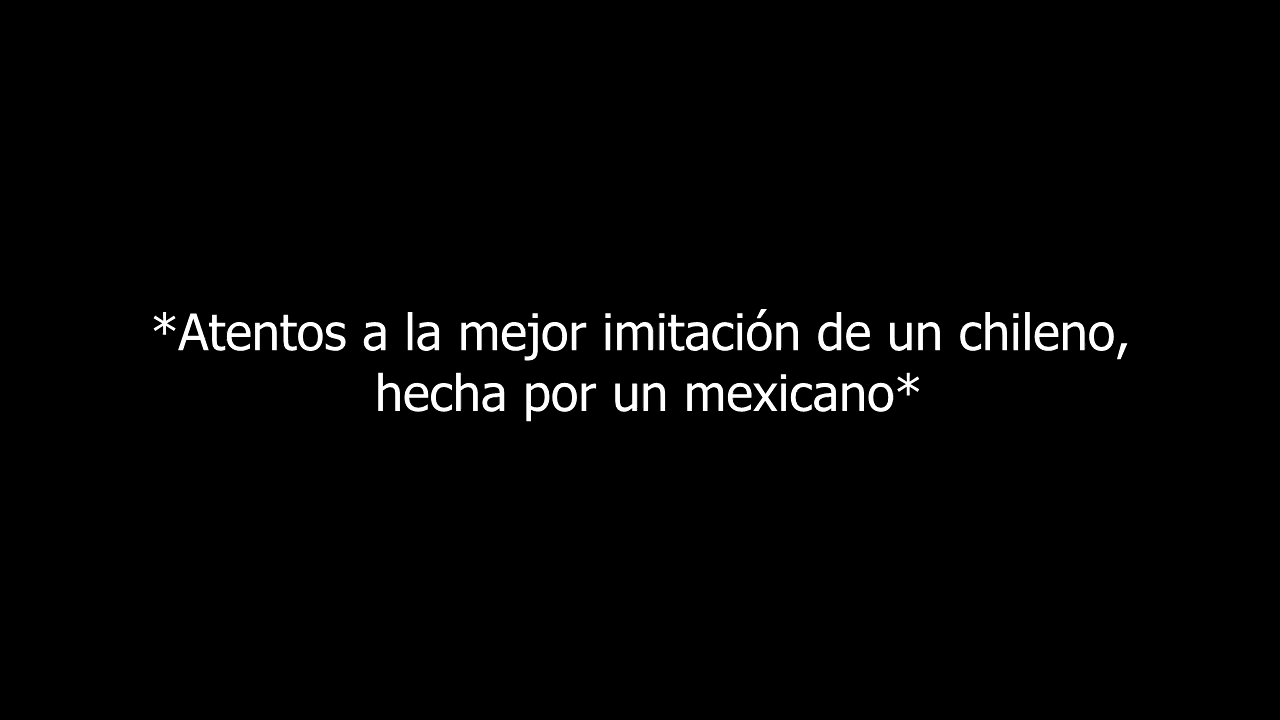 *Atentos a la mejor imitación de un chileno,
hecha por un mexicano*